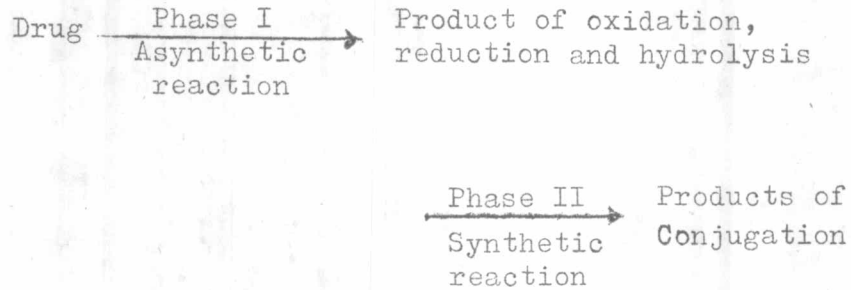 Drug Phase I Product of oxidation,
Asynthetic reduction and hydrolysis
reaction
Phase II Products of
Synthetic Conjugation
reaction